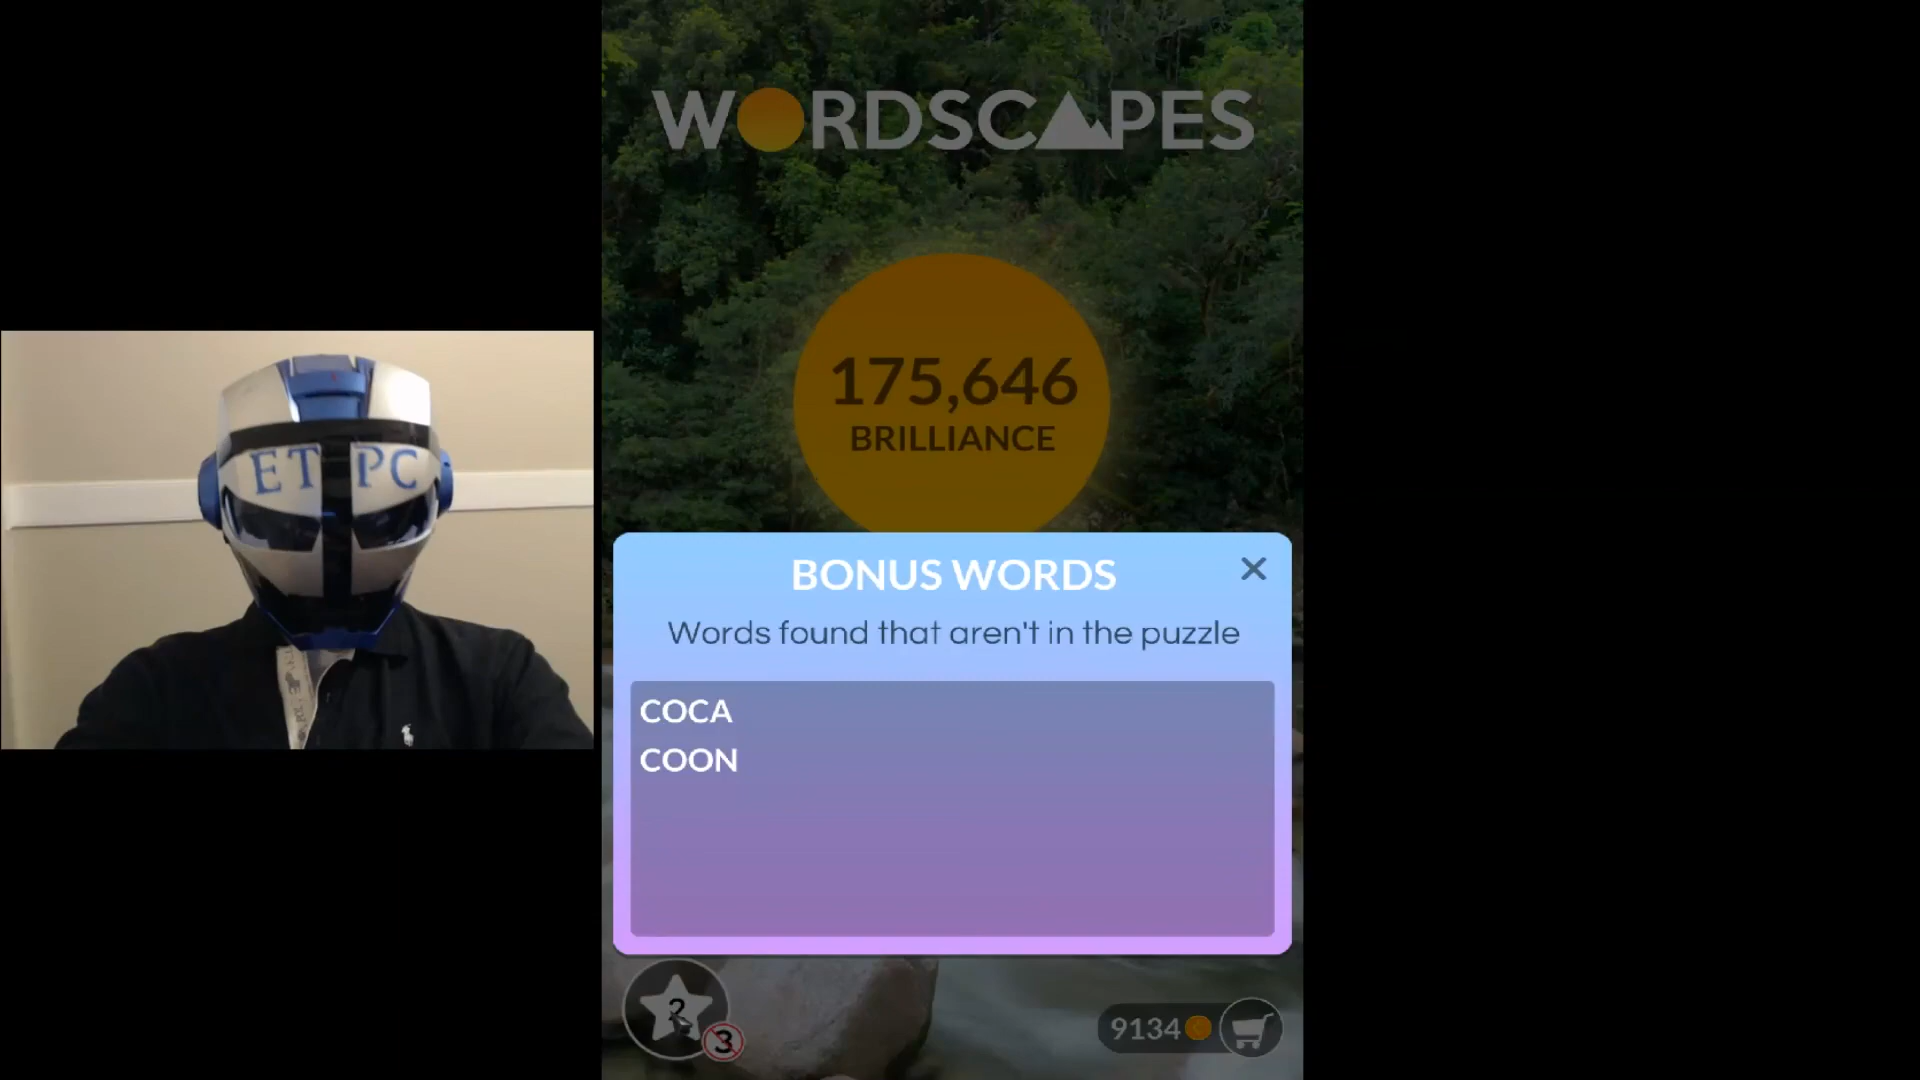 WORDSCAPES
175,646
BRILLIANCE
ET PC
BONUS WORDS
Words found that aren't in the puzzle
COCA
COON
2
3
9134